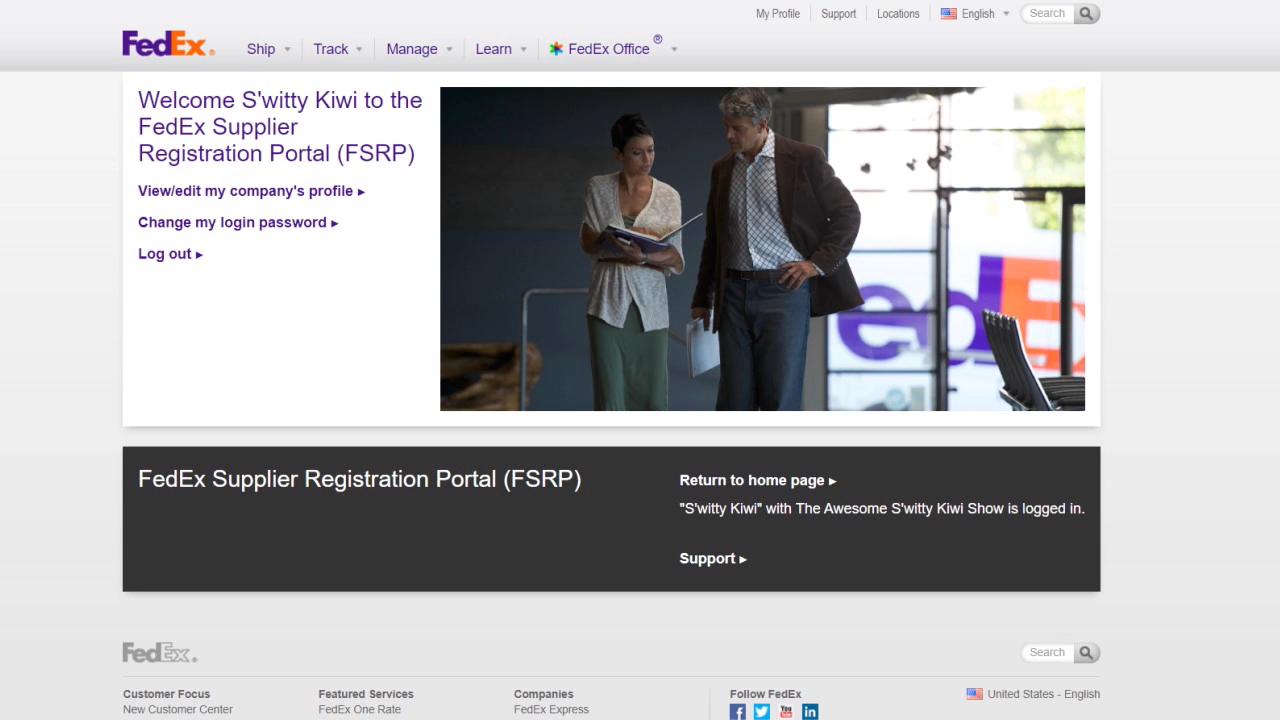 My Profile
Support
Locations
English
Search
FedEx®
Ship
Track
Manage
Learn
FedEx Office ®
Welcome S'witty Kiwi to the
FedEx Supplier
Registration Portal (FSRP)
View/edit my company's profile ▸
Change my login password ▸
Log out ▸
edEx
FedEx Supplier Registration Portal (FSRP)
Return to home page ▸
"S'witty Kiwi" with The Awesome S'witty Kiwi Show is logged in.
Support ▸
FedEx®
Search
Customer Focus
New Customer Center
Featured Services
FedEx One Rate
Companies
FedEx Express
Follow FedEx
f
You
in
United States - English